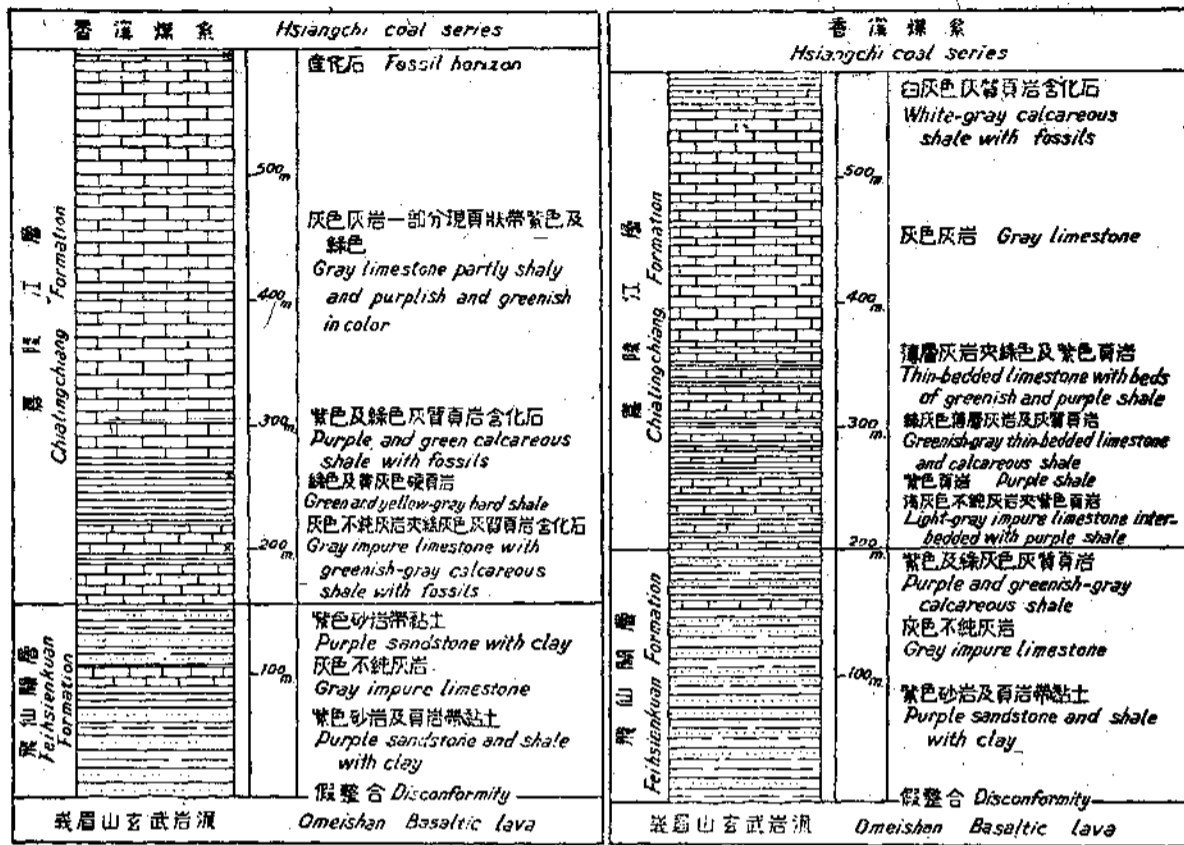 香溪煤系 Hsiangchi coal series
產化石 Fossil horizon
500m.
灰色灰岩一部分現頁狀帶紫色及
綠色
Gray limestone partly shaly
and purplish and greenish
in color
400m.
嘉陵江層
Chialingchiang Formation
紫色及綠色灰質頁岩含化石
300m.
Purple and green calcareous
shale with fossils
綠色及黃灰色硬頁岩
Green and yellow-gray hard shale
灰色不純灰岩夾綠灰色灰質頁岩含化石
200m.
Gray impure limestone with
greenish-gray calcareous
shale with fossils
紫色砂岩帶黏土
Purple sandstone with clay
灰色不純灰岩
100m.
Gray impure limestone
飛仙關層
Feihsienkuan
Formation
紫色砂岩及頁岩帶黏土
Purple sandstone and shale
with clay
假整合 Disconformity
峩眉山玄武岩流 Omeishan Basaltic lava
香溪煤系
Hsiangchi coal series
白灰色灰質頁岩含化石
White-gray calcareous
shale with fossils
500m.
灰色灰岩 Gray limestone
400m.
嘉陵江層
Chialingchiang Formation
薄層灰岩夾綠色及紫色頁岩
Thin-bedded limestone with beds
of greenish and purple shale
綠灰色薄層灰岩及灰質頁岩
300m.
Greenish-gray thin-bedded limestone
and calcareous shale
紫色頁岩 Purple shale
淺灰色不純灰岩夾紫色頁岩
Light-gray impure limestone inter-
bedded with purple shale
200m.
紫色及綠灰色灰質頁岩
Purple and greenish-gray
calcareous shale
灰色不純灰岩
Gray impure limestone
100m.
飛仙關層
Feihsienkuan Formation
紫色砂岩及頁岩帶黏土
Purple sandstone and shale
with clay
假整合 Disconformity
峩眉山玄武岩流 Omeishan Basaltic lava